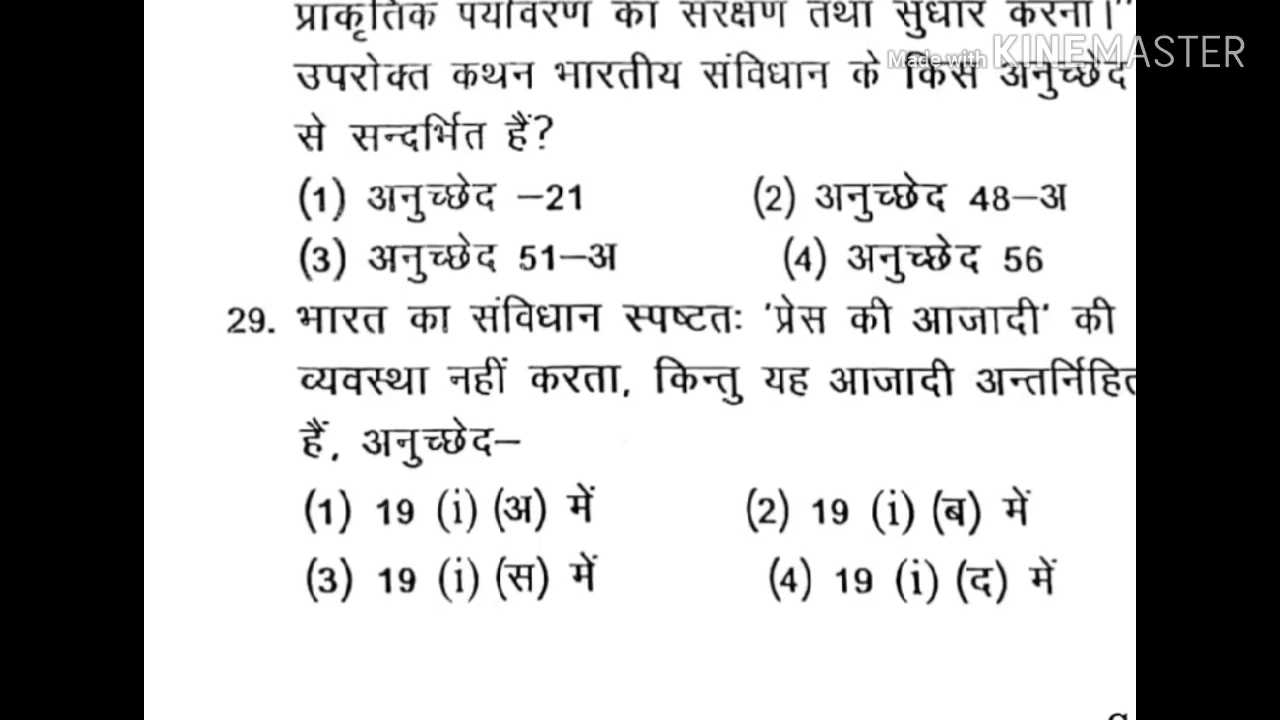 प्राकृतिक पर्यावरण का संरक्षण तथा सुधार करना।"
Made with KINEMASTER
उपरोक्त कथन भारतीय संविधान के किस अनुच्छेद
से सन्दर्भित हैं?
(1) अनुच्छेद –21 (2) अनुच्छेद 48–अ
(3) अनुच्छेद 51–अ (4) अनुच्छेद 56
29. भारत का संविधान स्पष्टतः 'प्रेस की आजादी' की
व्यवस्था नहीं करता, किन्तु यह आजादी अन्तर्निहित
हैं, अनुच्छेद–
(1) 19 (i) (अ) में (2) 19 (i) (ब) में
(3) 19 (i) (स) में (4) 19 (i) (द) में